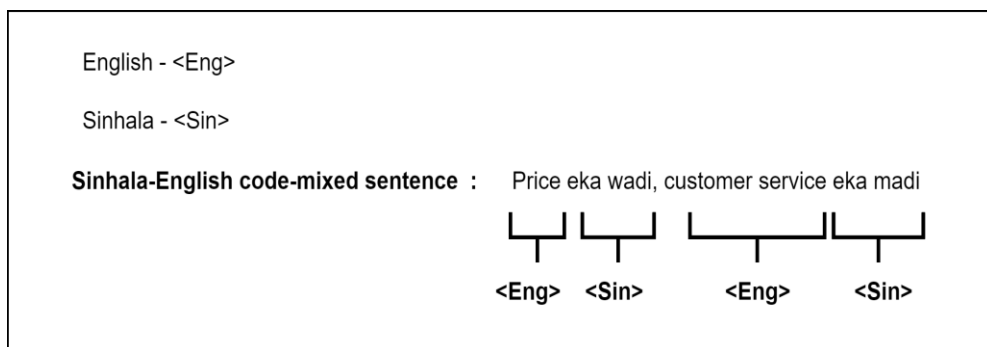 English - <Eng>
Sinhala - <Sin>
Sinhala-English code-mixed sentence : Price eka wadi, customer service eka madi
<Eng> <Sin> <Eng> <Sin>